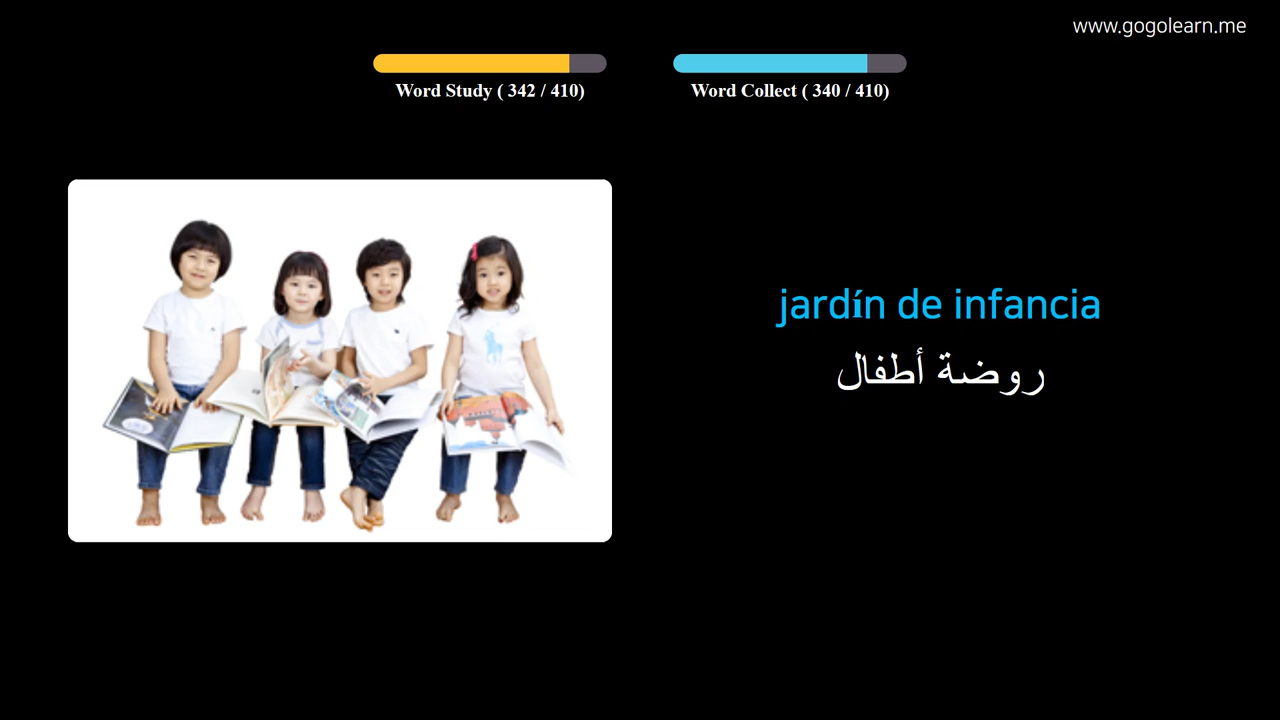 www.gogolearn.me
Word Study ( 342 / 410)
Word Collect ( 340 / 410)
jardín de infancia
روضة أطفال